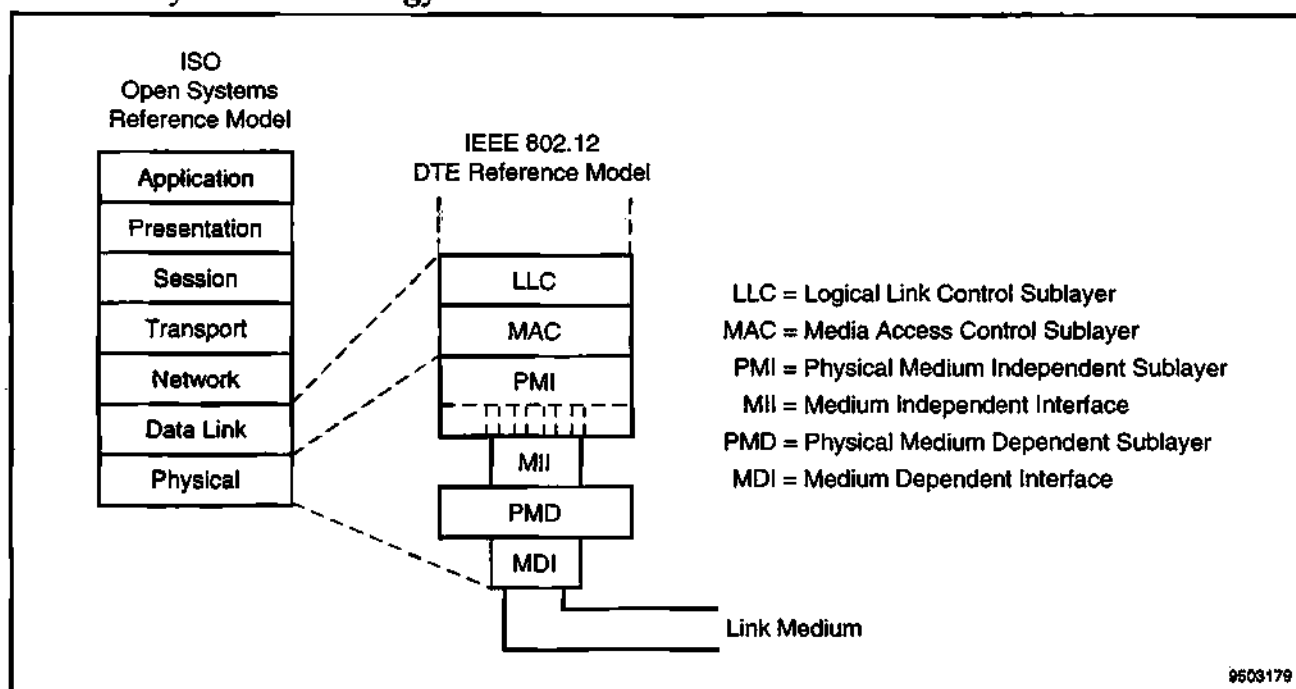 ISO
Open Systems
Reference Model
Application
Presentation
Session
Transport
Network
Data Link
Physical
IEEE 802.12
DTE Reference Model
LLC
MAC
PMI
MII
PMD
MDI
LLC = Logical Link Control Sublayer
MAC = Media Access Control Sublayer
PMI = Physical Medium Independent Sublayer
MII = Medium Independent Interface
PMD = Physical Medium Dependent Sublayer
MDI = Medium Dependent Interface
Link Medium
9503179